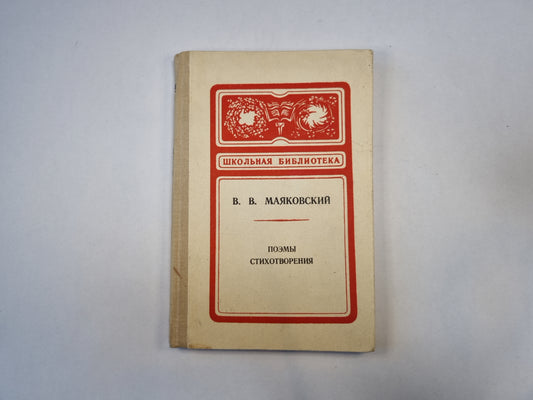 ШКОЛЬНАЯ БИБЛИОТЕКА
В. В. МАЯКОВСКИЙ
ПОЭМЫ
СТИХОТВОРЕНИЯ